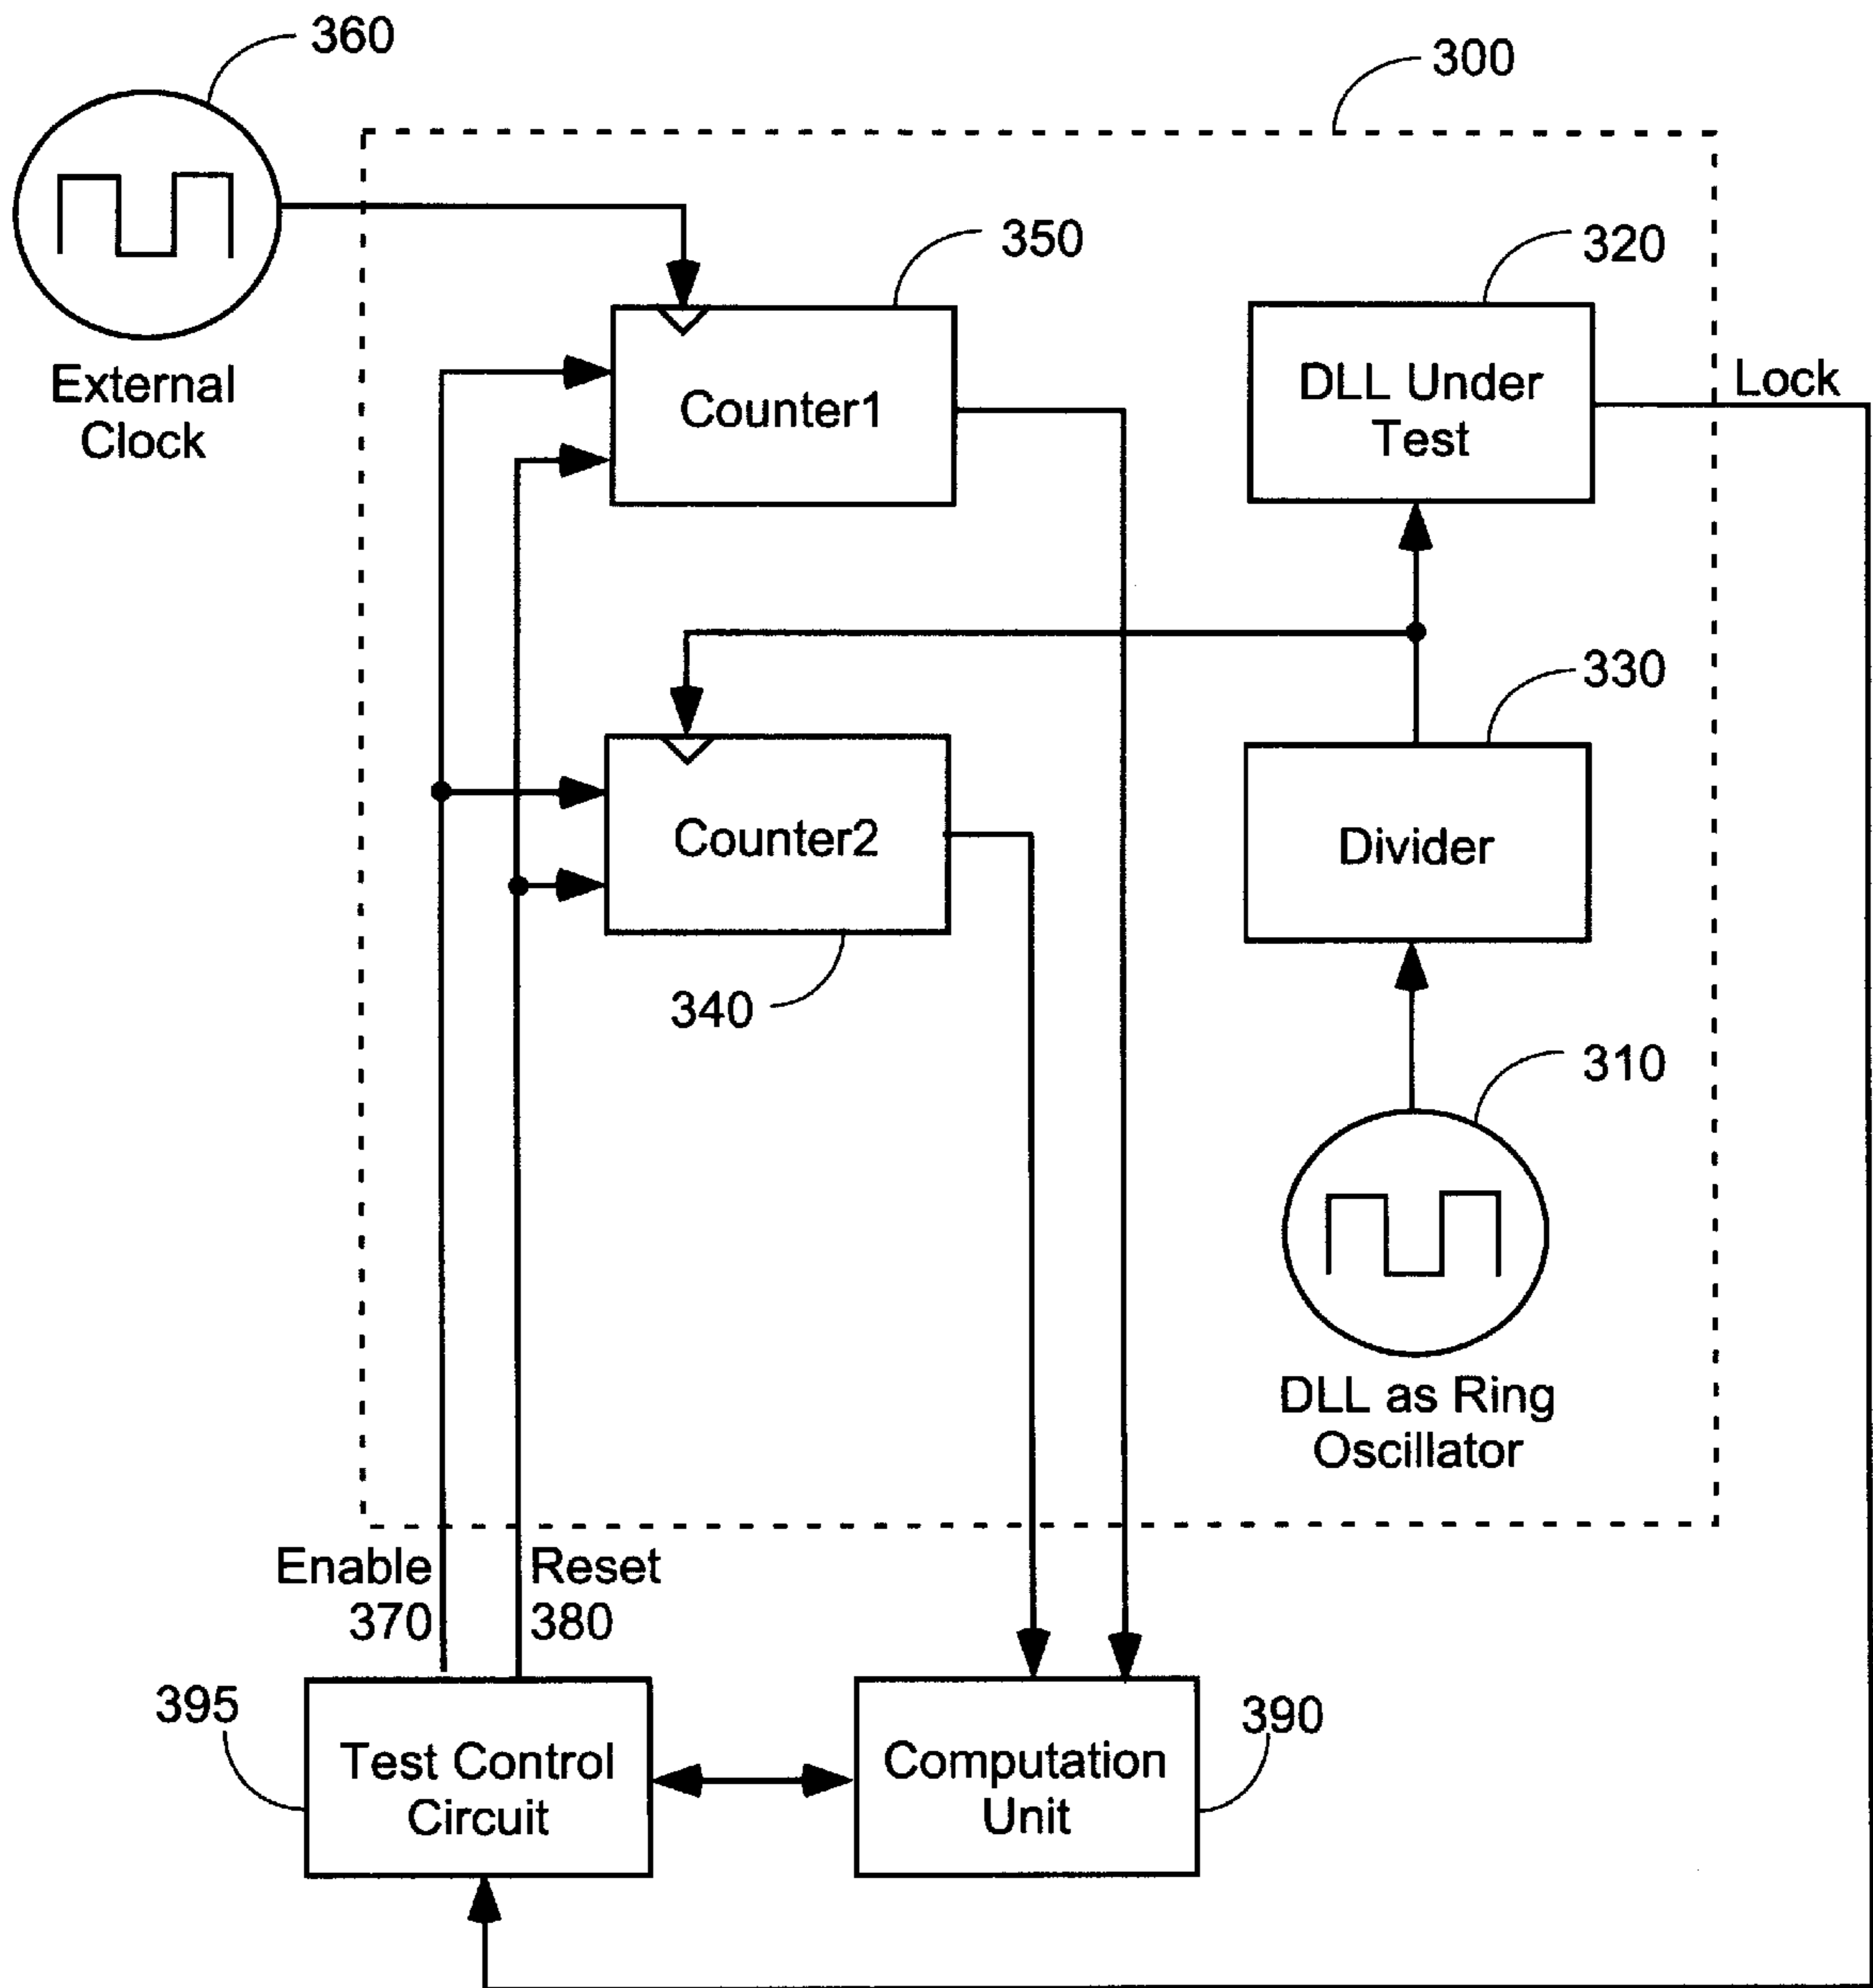 360
300
External
Clock
350
Counter1
320
DLL Under
Test
Lock
330
Divider
Counter2
340
310
DLL as Ring
Oscillator
Enable
370
Reset
380
395
Test Control
Circuit
Computation
Unit
390